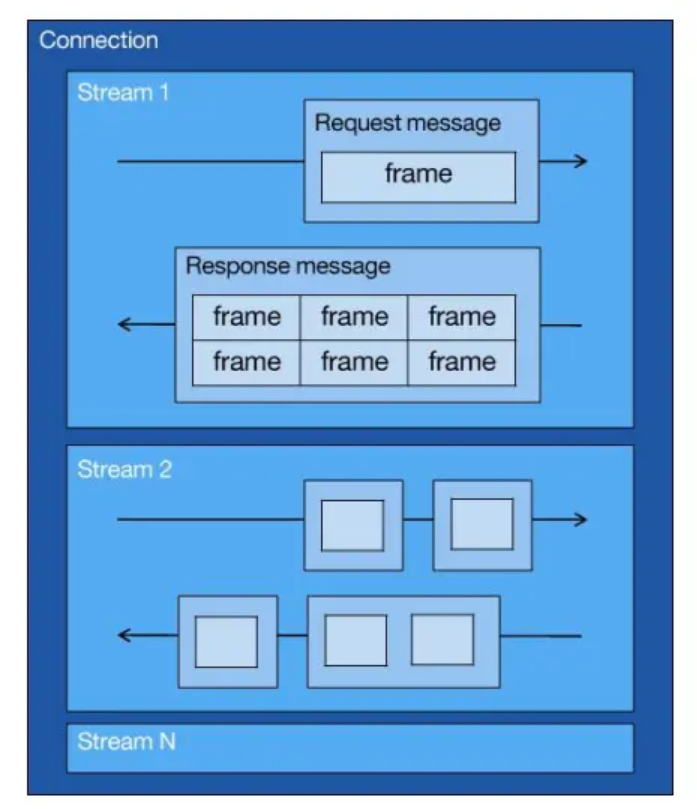 Connection
Stream 1
Request message
frame
Response message
frame frame frame
frame frame frame
Stream 2
Stream N